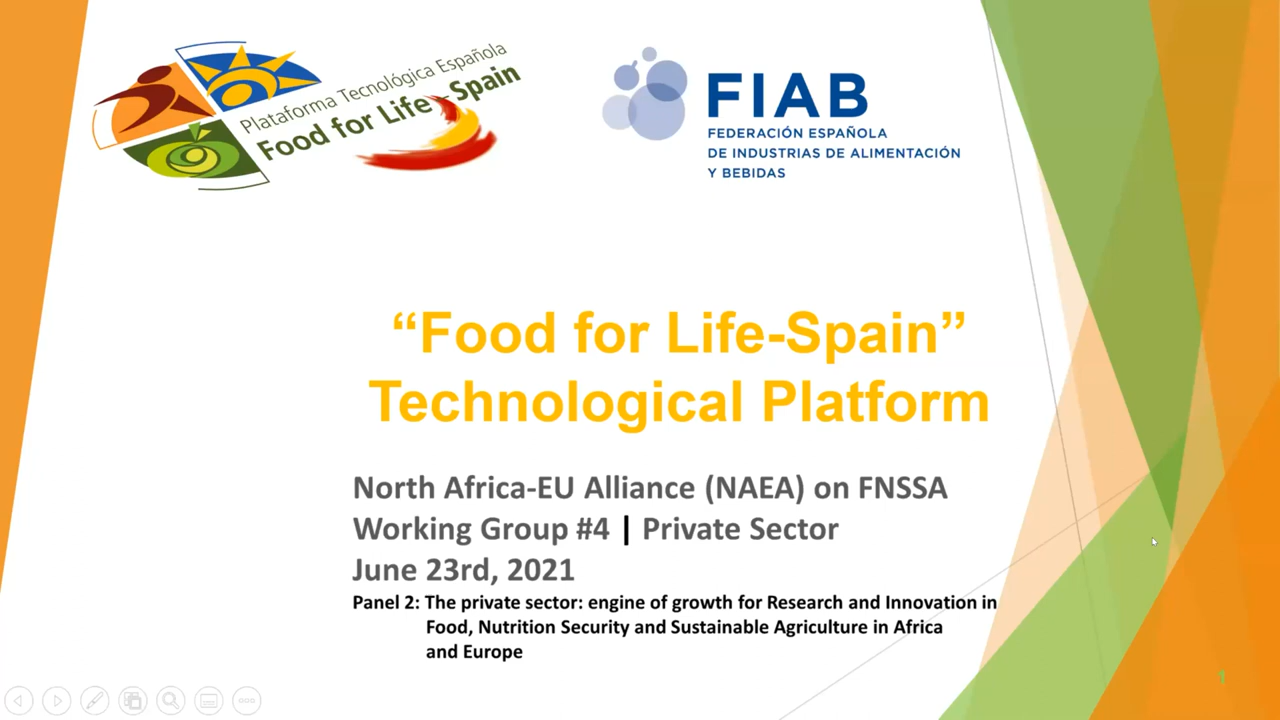 Plataforma Tecnológica Española
Food for Life-Spain
FIAB
FEDERACIÓN ESPAÑOLA
DE INDUSTRIAS DE ALIMENTACIÓN
Y BEBIDAS
“Food for Life-Spain”
Technological Platform
North Africa-EU Alliance (NAEA) on FNSSA
Working Group #4 | Private Sector
June 23rd, 2021
Panel 2: The private sector: engine of growth for Research and Innovation in
Food, Nutrition Security and Sustainable Agriculture in Africa
and Europe
1